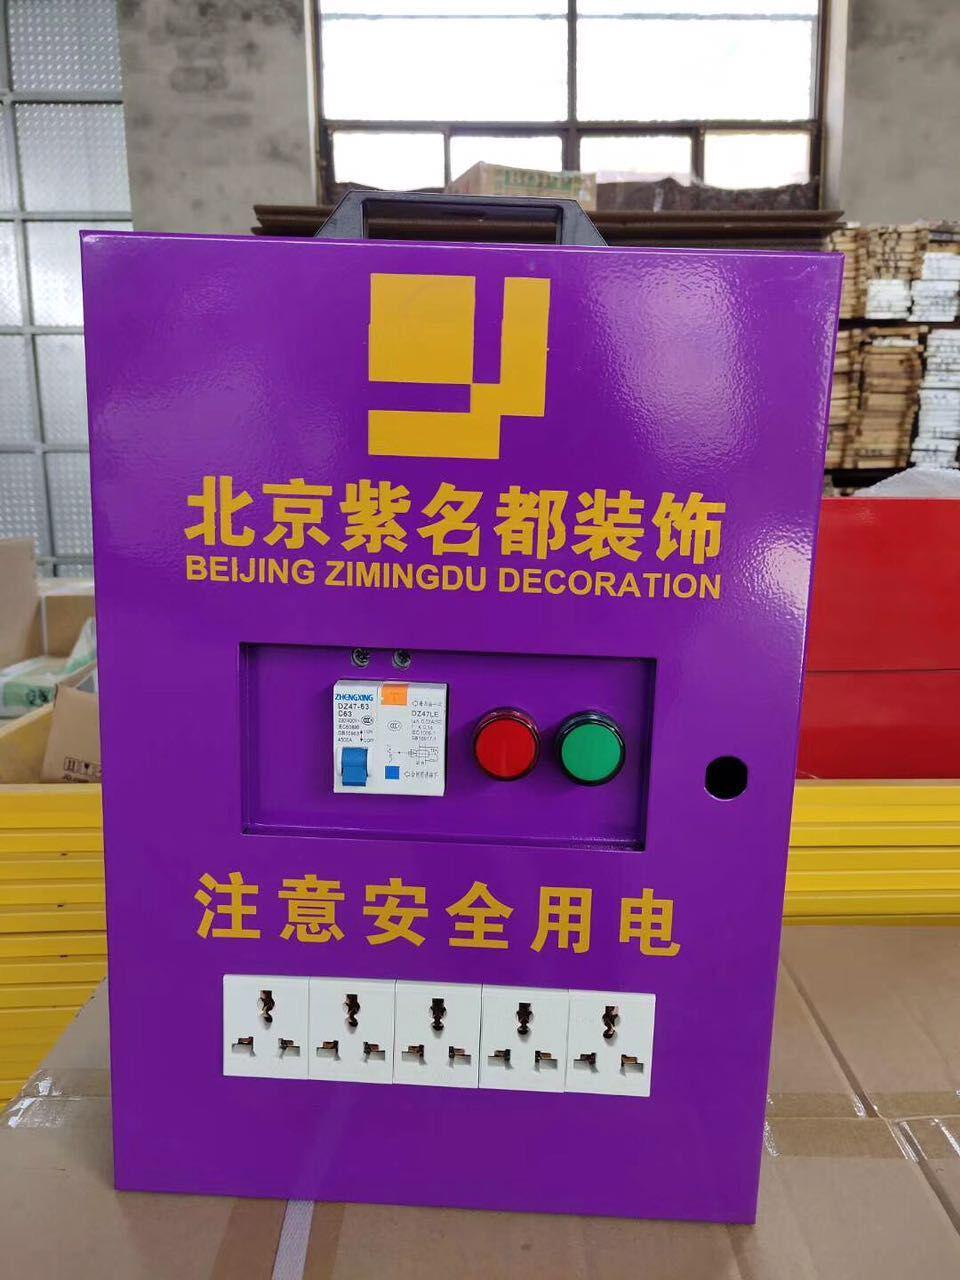 北京紫名都装饰
BEIJING ZIMINGDU DECORATION
ZHENGXING
DZ47-63
C63
DZ47LE
注意安全用电